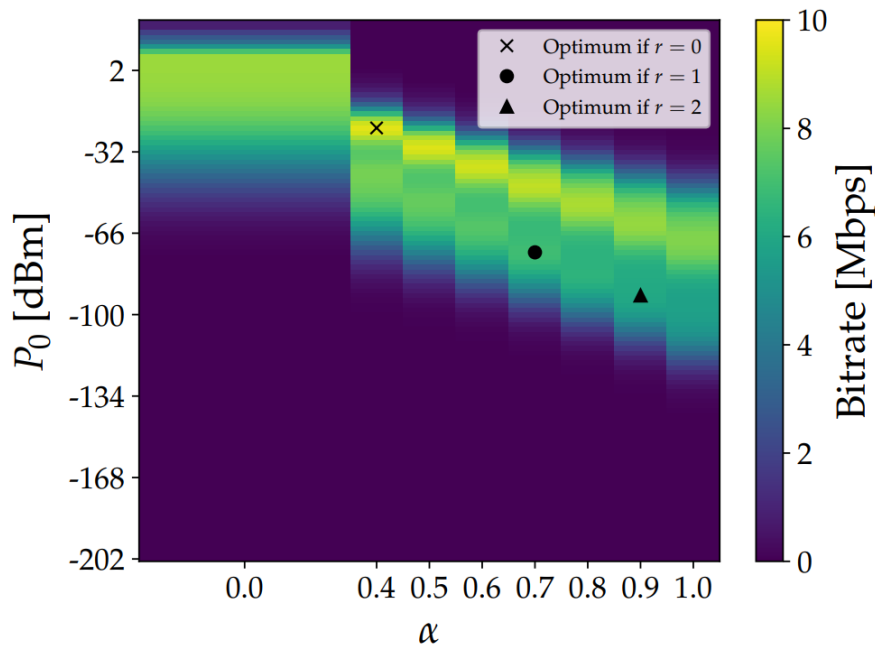 Optimum if r = 0
Optimum if r = 1
Optimum if r = 2
P₀ [dBm]
2
-32
-66
-100
-134
-168
-202
0.0 0.4 0.5 0.6 0.7 0.8 0.9 1.0
α
10
8
6
4
2
0
Bitrate [Mbps]